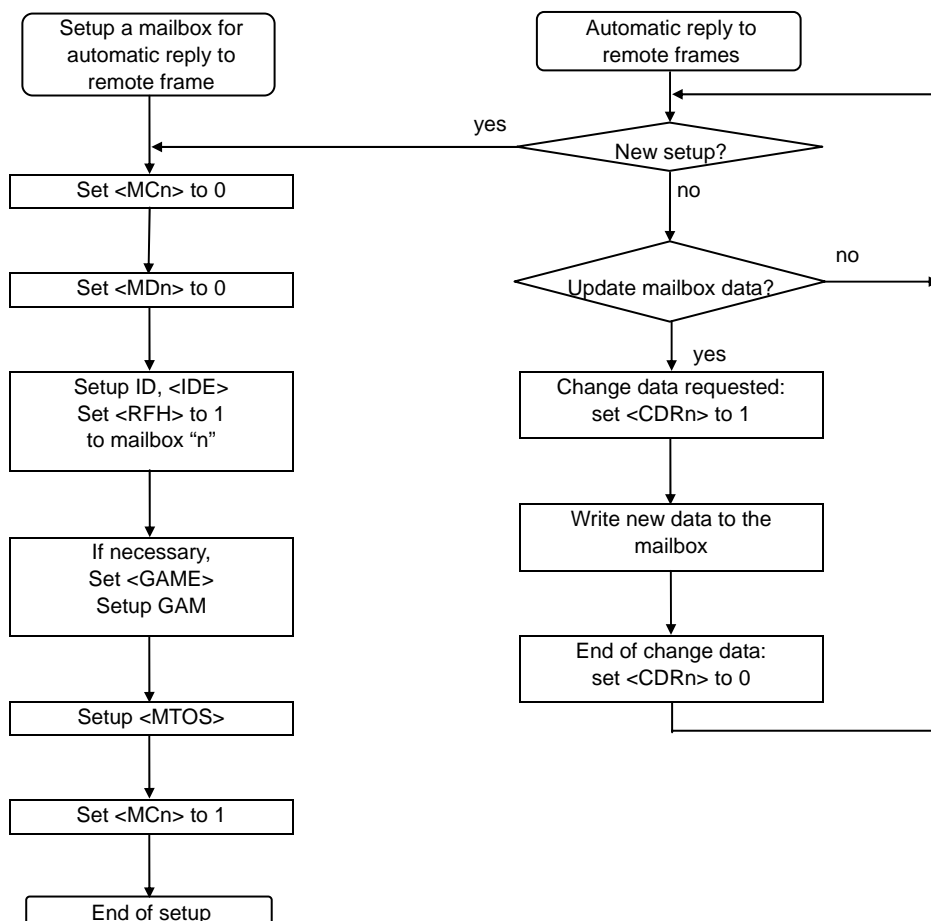 Setup a mailbox for
automatic reply to
remote frame
Set <MCn> to 0
Set <MDn> to 0
Setup ID, <IDE>
Set <RFH> to 1
to mailbox “n”
If necessary,
Set <GAME>
Setup GAM
Setup <MTOS>
Set <MCn> to 1
End of setup
Automatic reply to
remote frames
yes
New setup?
no
no
Update mailbox data?
yes
Change data requested:
set <CDRn> to 1
Write new data to the
mailbox
End of change data:
set <CDRn> to 0